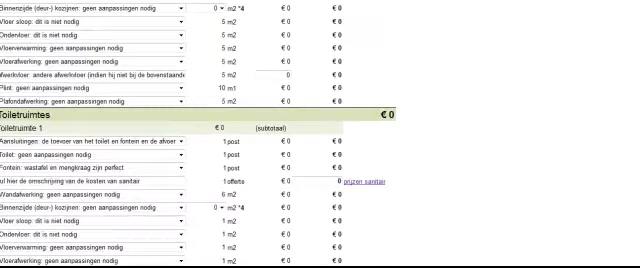 Binnenzijde (deur-) kozijnen: geen aanpassingen nodig 0 m2 *4 € 0 € 0
Vloer sloop: dit is niet nodig 5 m2 € 0 € 0
Ondervloer: dit is niet nodig 5 m2 € 0 € 0
Vloerverwarming: geen aanpassingen nodig 5 m2 € 0 € 0
Vloerafwerking: geen aanpassingen nodig 5 m2 € 0 € 0
afwerkvloer: andere afwerkvloer (indien hij niet bij de bovenstaande 5 m2 0 € 0
Plint: geen aanpassingen nodig 10 m1 € 0 € 0
Plafondafwerking: geen aanpassingen nodig 5 m2 € 0 € 0
Toiletruimtes € 0
Toiletruimte 1 € 0 (subtotaal)
Aansluitingen: de toevoer van het toilet en fontein en de afvoer 1 post € 0 € 0
Toilet: geen aanpassingen nodig 1 post € 0 € 0
Fontein: wastafel en mengkraag zijn perfect 1 post € 0 € 0
ul hier de omschrijving van de kosten van sanitair 1 offerte € 0 0 prijzen sanitair
Wandafwerking: geen aanpassingen nodig 6 m2 € 0 € 0
Binnenzijde (deur-) kozijnen: geen aanpassingen nodig 0 m2 *4 € 0 € 0
Vloer sloop: dit is niet nodig 1 m2 € 0 € 0
Ondervloer: dit is niet nodig 1 m2 € 0 € 0
Vloerverwarming: geen aanpassingen nodig 1 m2 € 0 € 0
Vloerafwerking: geen aanpassingen nodig 1 m2 € 0 € 0